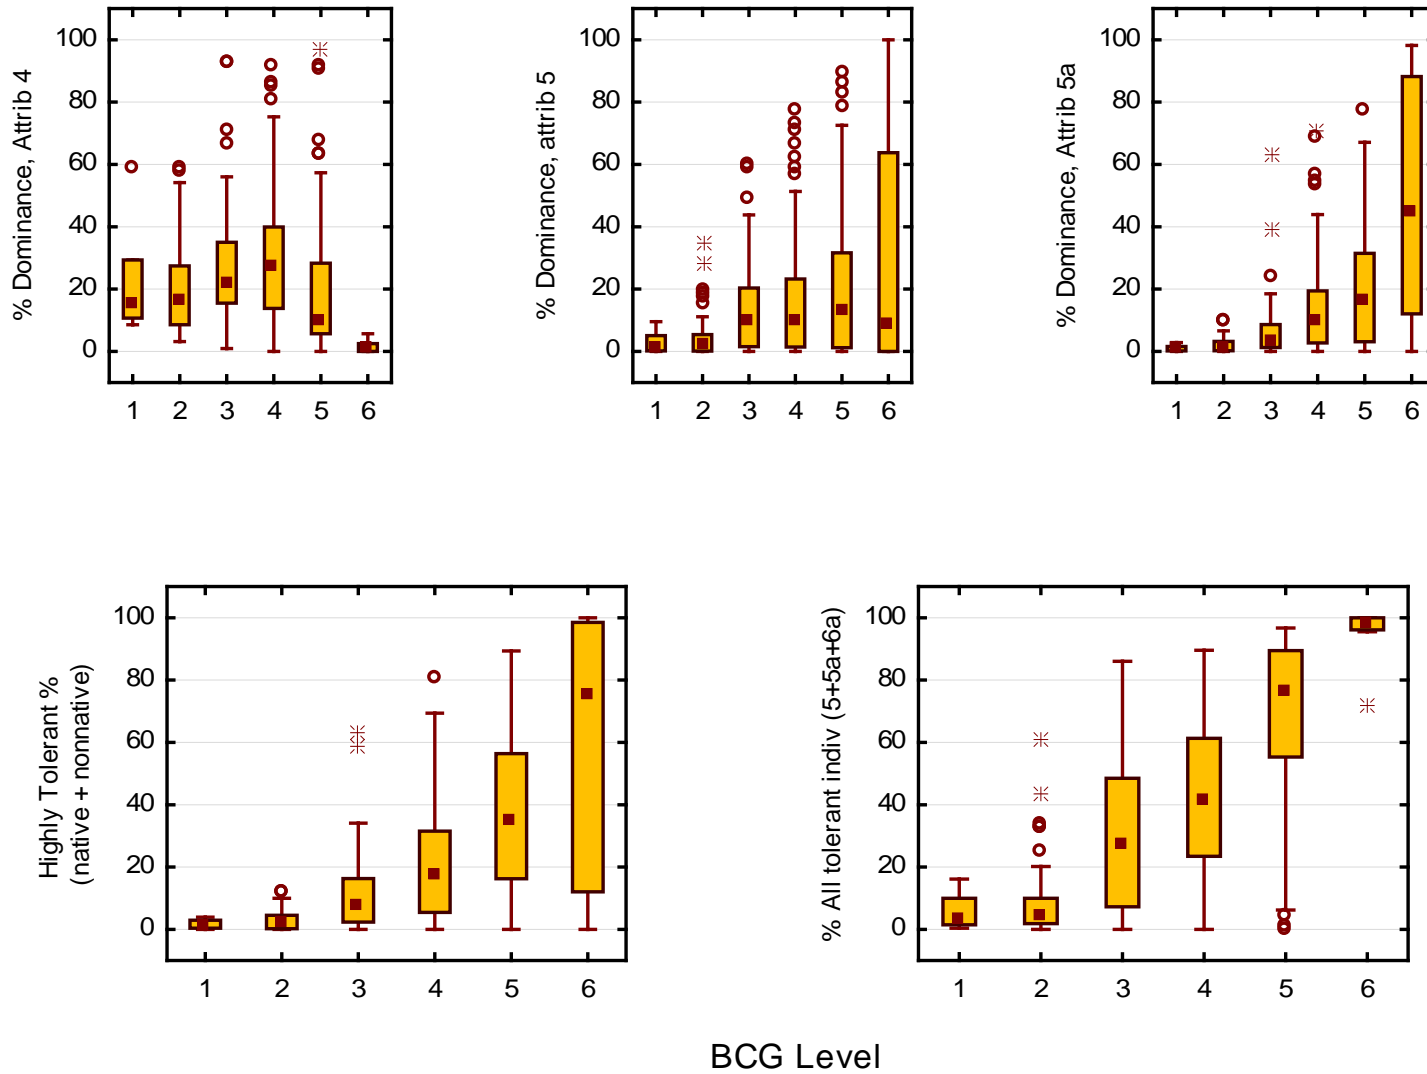 % Dominance, Attrib 4
100
80
60
40
20
0
1 2 3 4 5 6
% Dominance, attrib 5
100
80
60
40
20
0
1 2 3 4 5 6
% Dominance, Attrib 5a
100
80
60
40
20
0
1 2 3 4 5 6
Highly Tolerant %
(native + nonnative)
100
80
60
40
20
0
1 2 3 4 5 6
% All tolerant indiv (5+5a+6a)
100
80
60
40
20
0
1 2 3 4 5 6
BCG Level